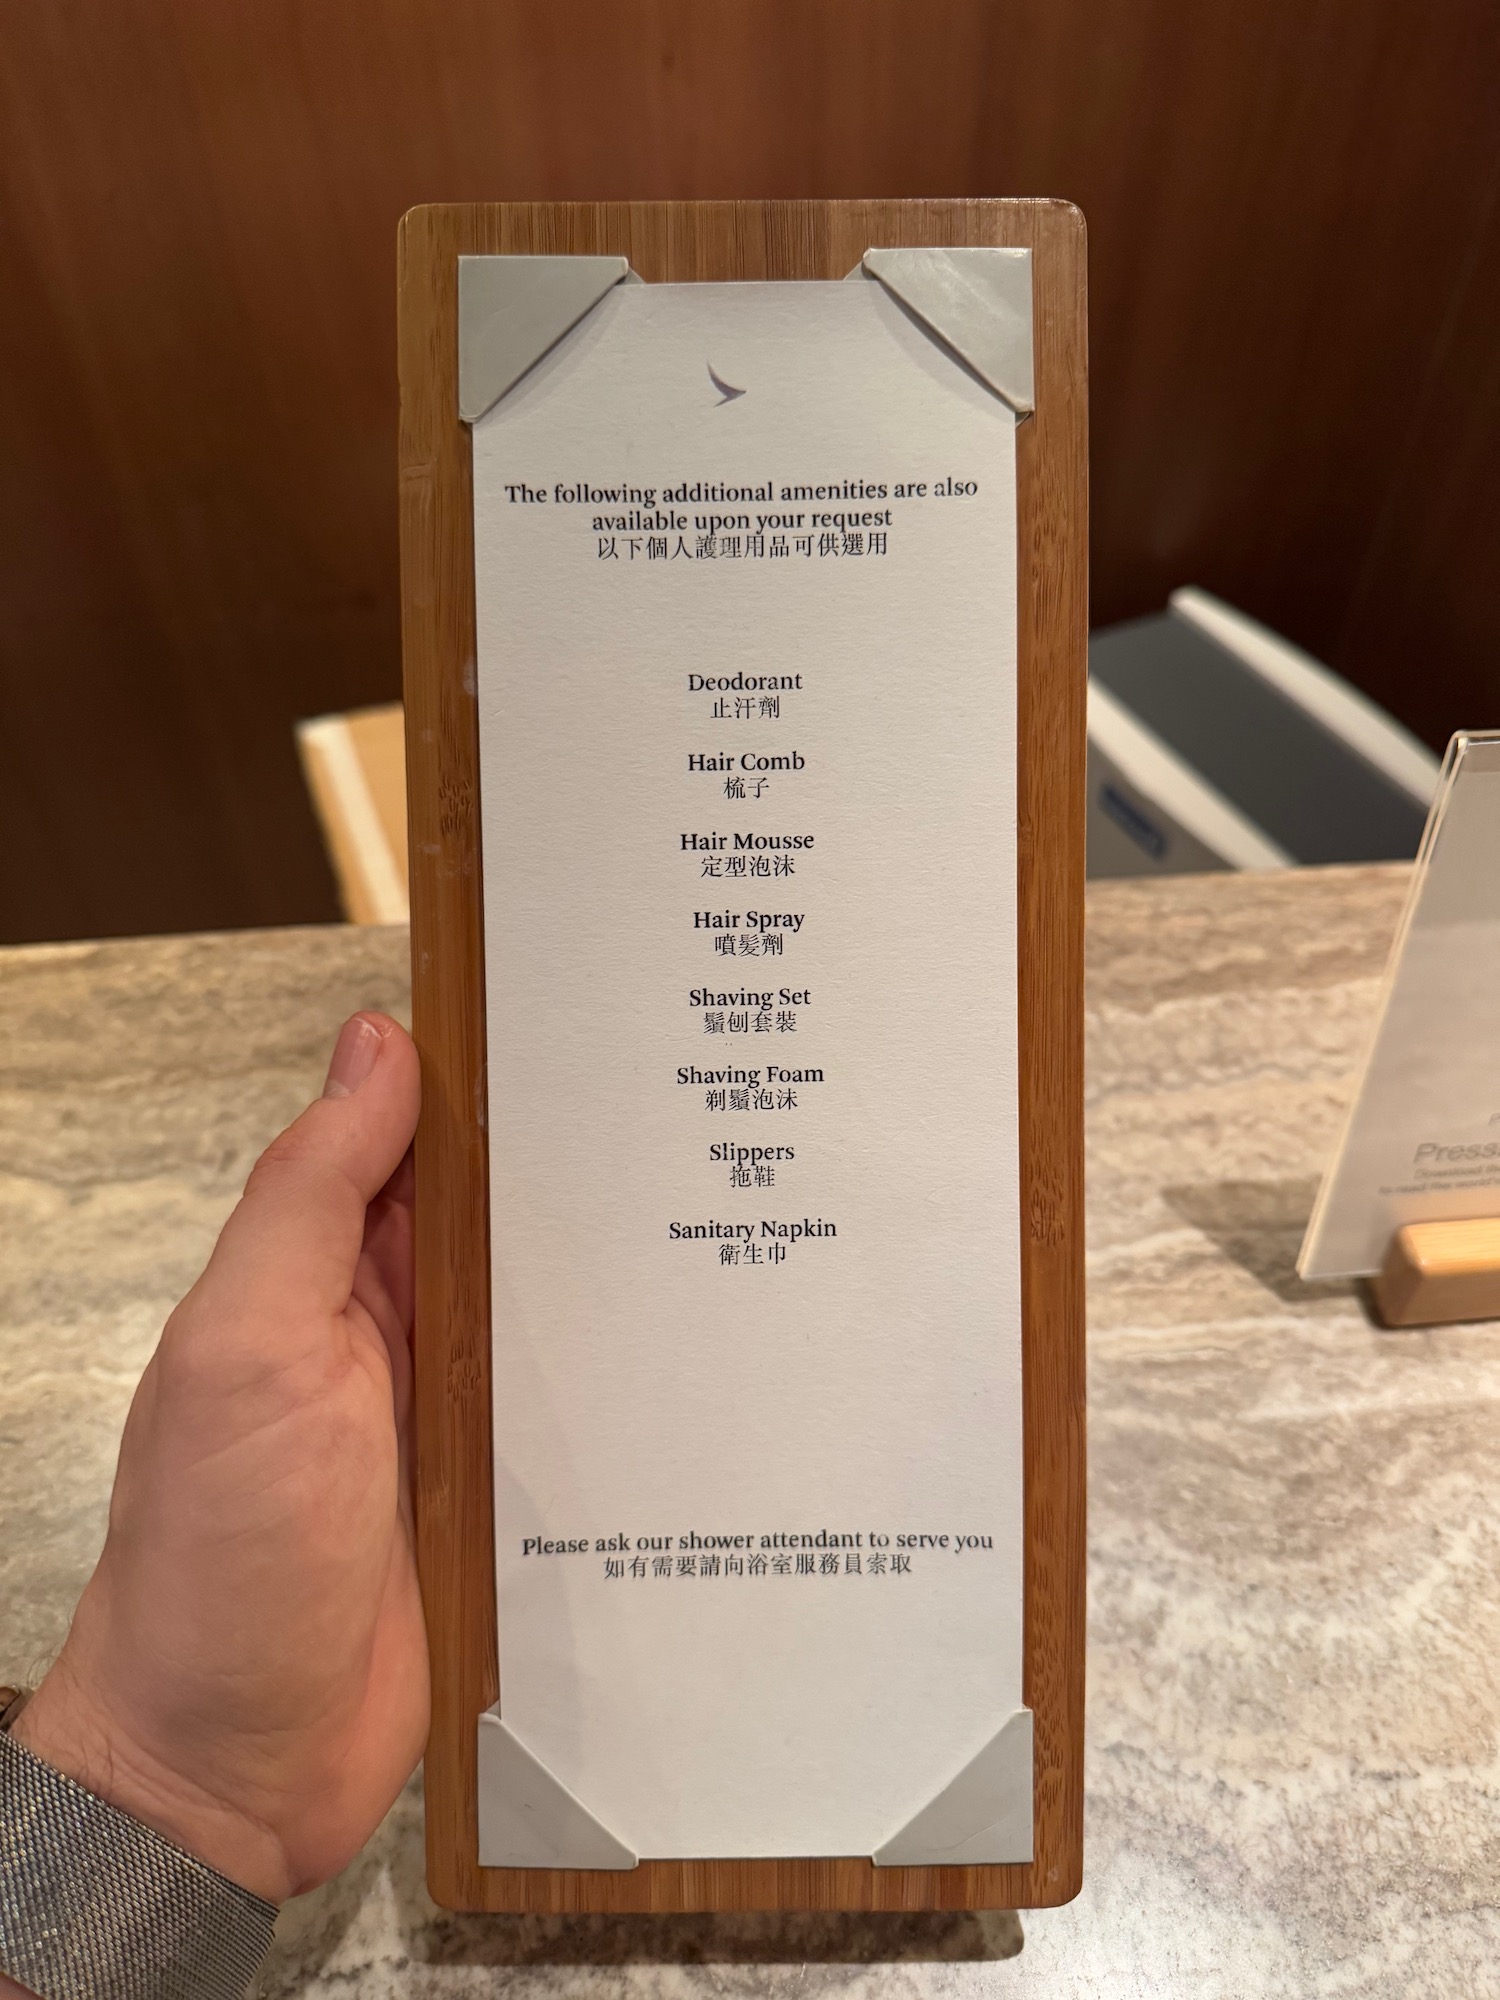 The following additional amenities are also
available upon your request
以下個人護理用品可供選用
Deodorant
止汗劑
Hair Comb
梳子
Hair Mousse
定型泡沫
Hair Spray
噴髮劑
Shaving Set
鬚刨套裝
Shaving Foam
剃鬚泡沫
Slippers
拖鞋
Sanitary Napkin
衛生巾
Please ask our shower attendant to serve you
如有需要請向浴室服務員索取